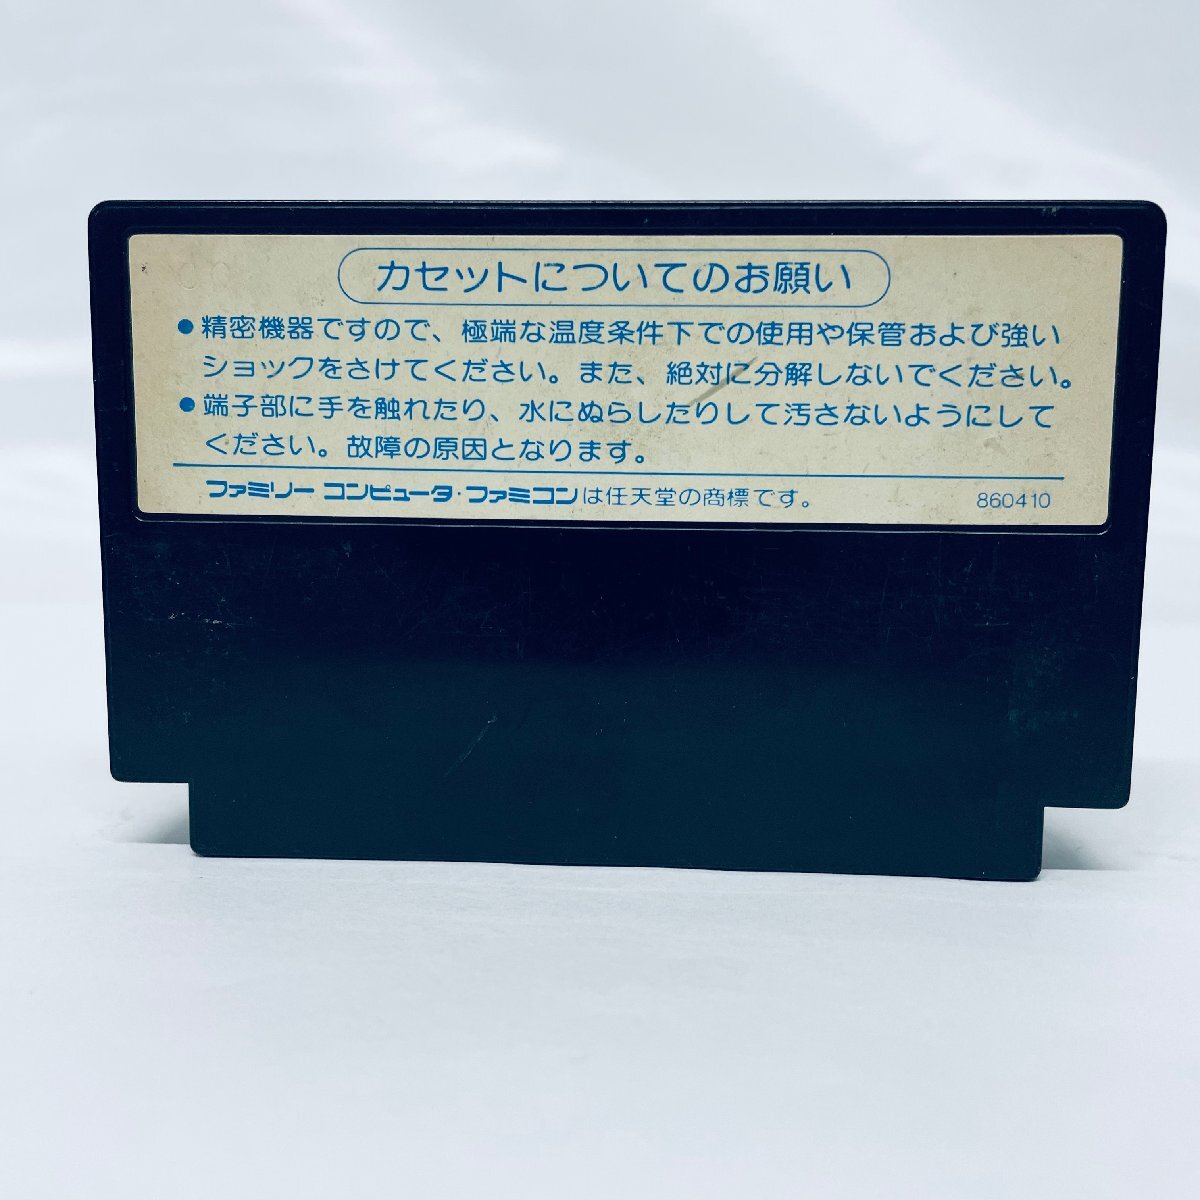 カセットについてのお願い
●精密機器ですので、極端な温度条件下での使用や保管および強い
ショックをさけてください。また、絶対に分解しないでください。
●端子部に手を触れたり、水にぬらしたりして汚さないようにして
ください。故障の原因となります。
ファミリー コンピュータ・ファミコンは任天堂の商標です。 860410